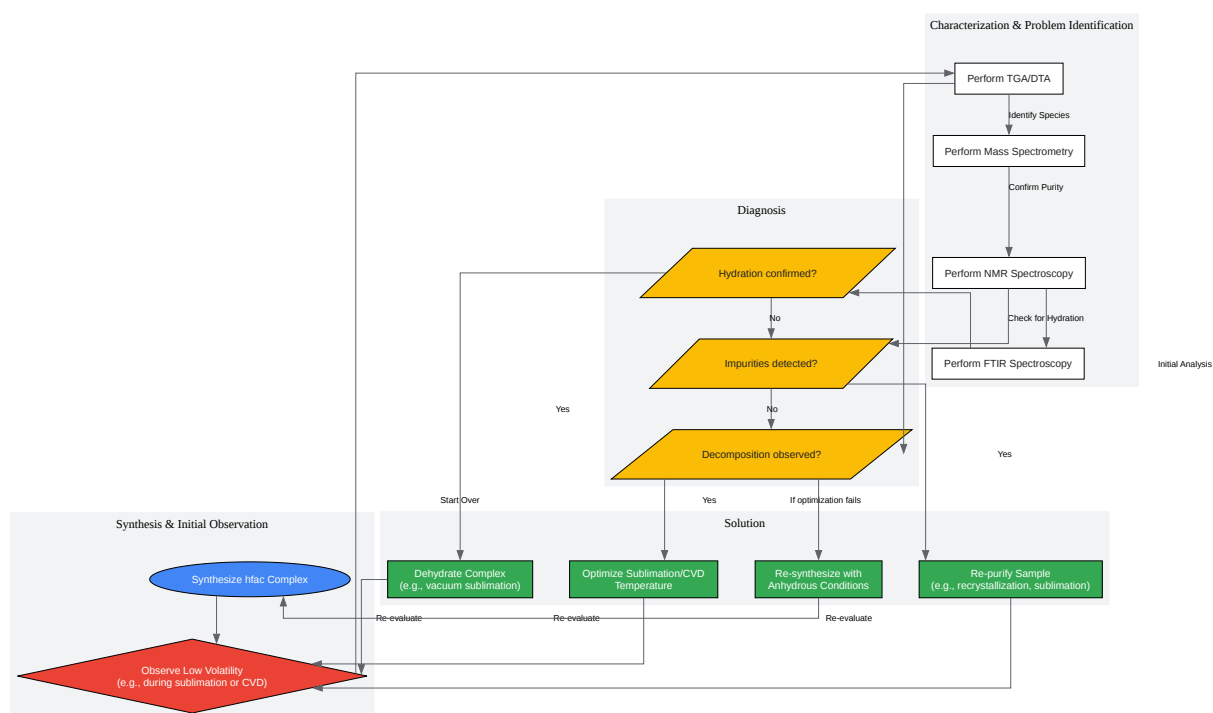 Characterization & Problem Identification
Perform TGA/DTA
Identify Species
Perform Mass Spectrometry
Confirm Purity
Diagnosis
Hydration confirmed?
Perform NMR Spectroscopy
No
Check for Hydration
Impurities detected?
Perform FTIR Spectroscopy
Initial Analysis
Yes
No
Decomposition observed?
Yes
Start Over
Yes
If optimization fails
Synthesis & Initial Observation
Solution
Synthesize hfac Complex
Dehydrate Complex
(e.g., vacuum sublimation)
Optimize Sublimation/CVD
Temperature
Re-synthesize with
Anhydrous Conditions
Re-purify Sample
(e.g., recrystallization, sublimation)
Re-evaluate
Re-evaluate
Re-evaluate
Observe Low Volatility
(e.g., during sublimation or CVD)